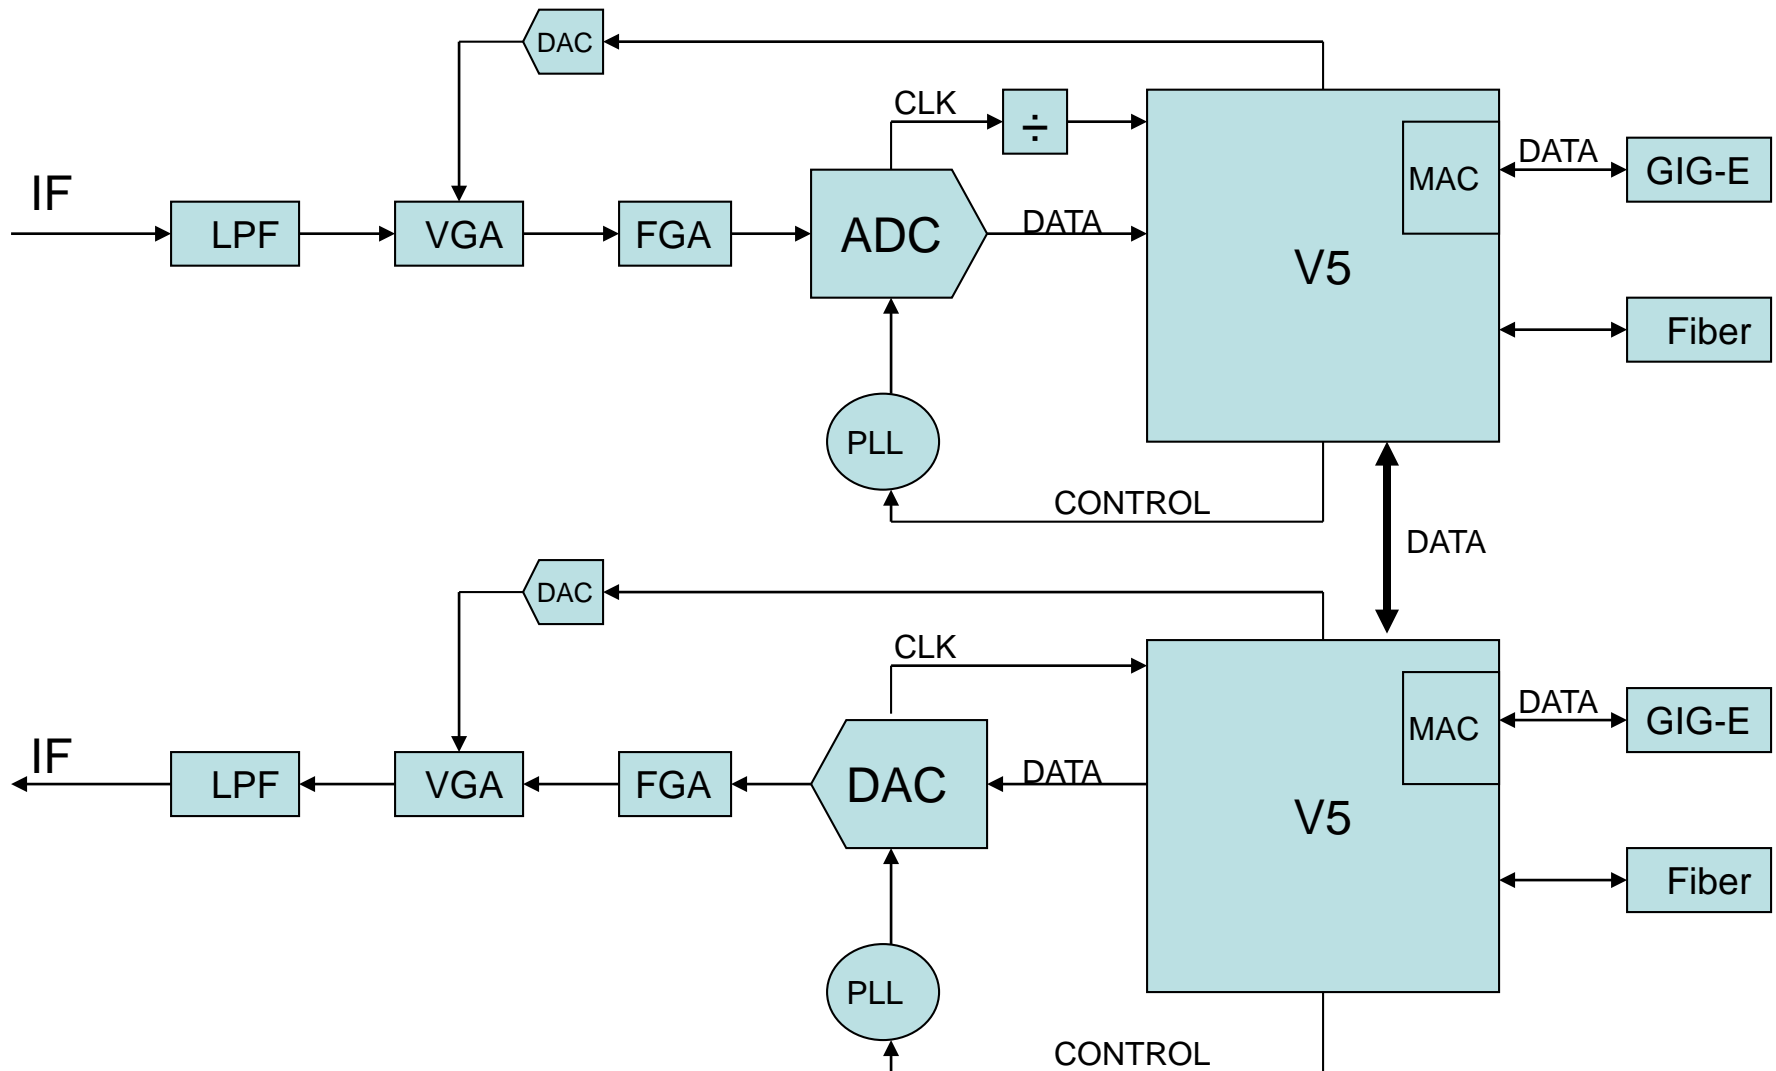 DAC
CLK
÷
IF
LPF
VGA
FGA
ADC
DATA
V5
MAC
DATA
GIG-E
Fiber
PLL
CONTROL
DATA
DAC
CLK
IF
LPF
VGA
FGA
DAC
DATA
V5
MAC
DATA
GIG-E
Fiber
PLL
CONTROL